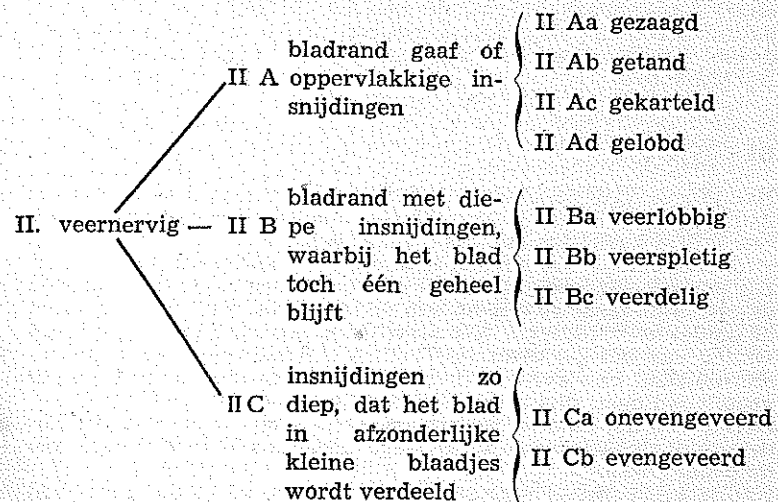 II. veernervig —
II A
bladrand gaaf of
oppervlakkige in-
snijdingen
II Aa gezaagd
II Ab getand
II Ac gekarteld
II Ad gelobd
II B
bladrand met die-
pe insnijdingen,
waarbij het blad
toch één geheel
blijft
II Ba veerlobbig
II Bb veerspletig
II Bc veerdelig
II C
insnijdingen zo
diep, dat het blad
in afzonderlijke
kleine blaadjes
wordt verdeeld
II Ca onevengeveerd
II Cb evengeveerd